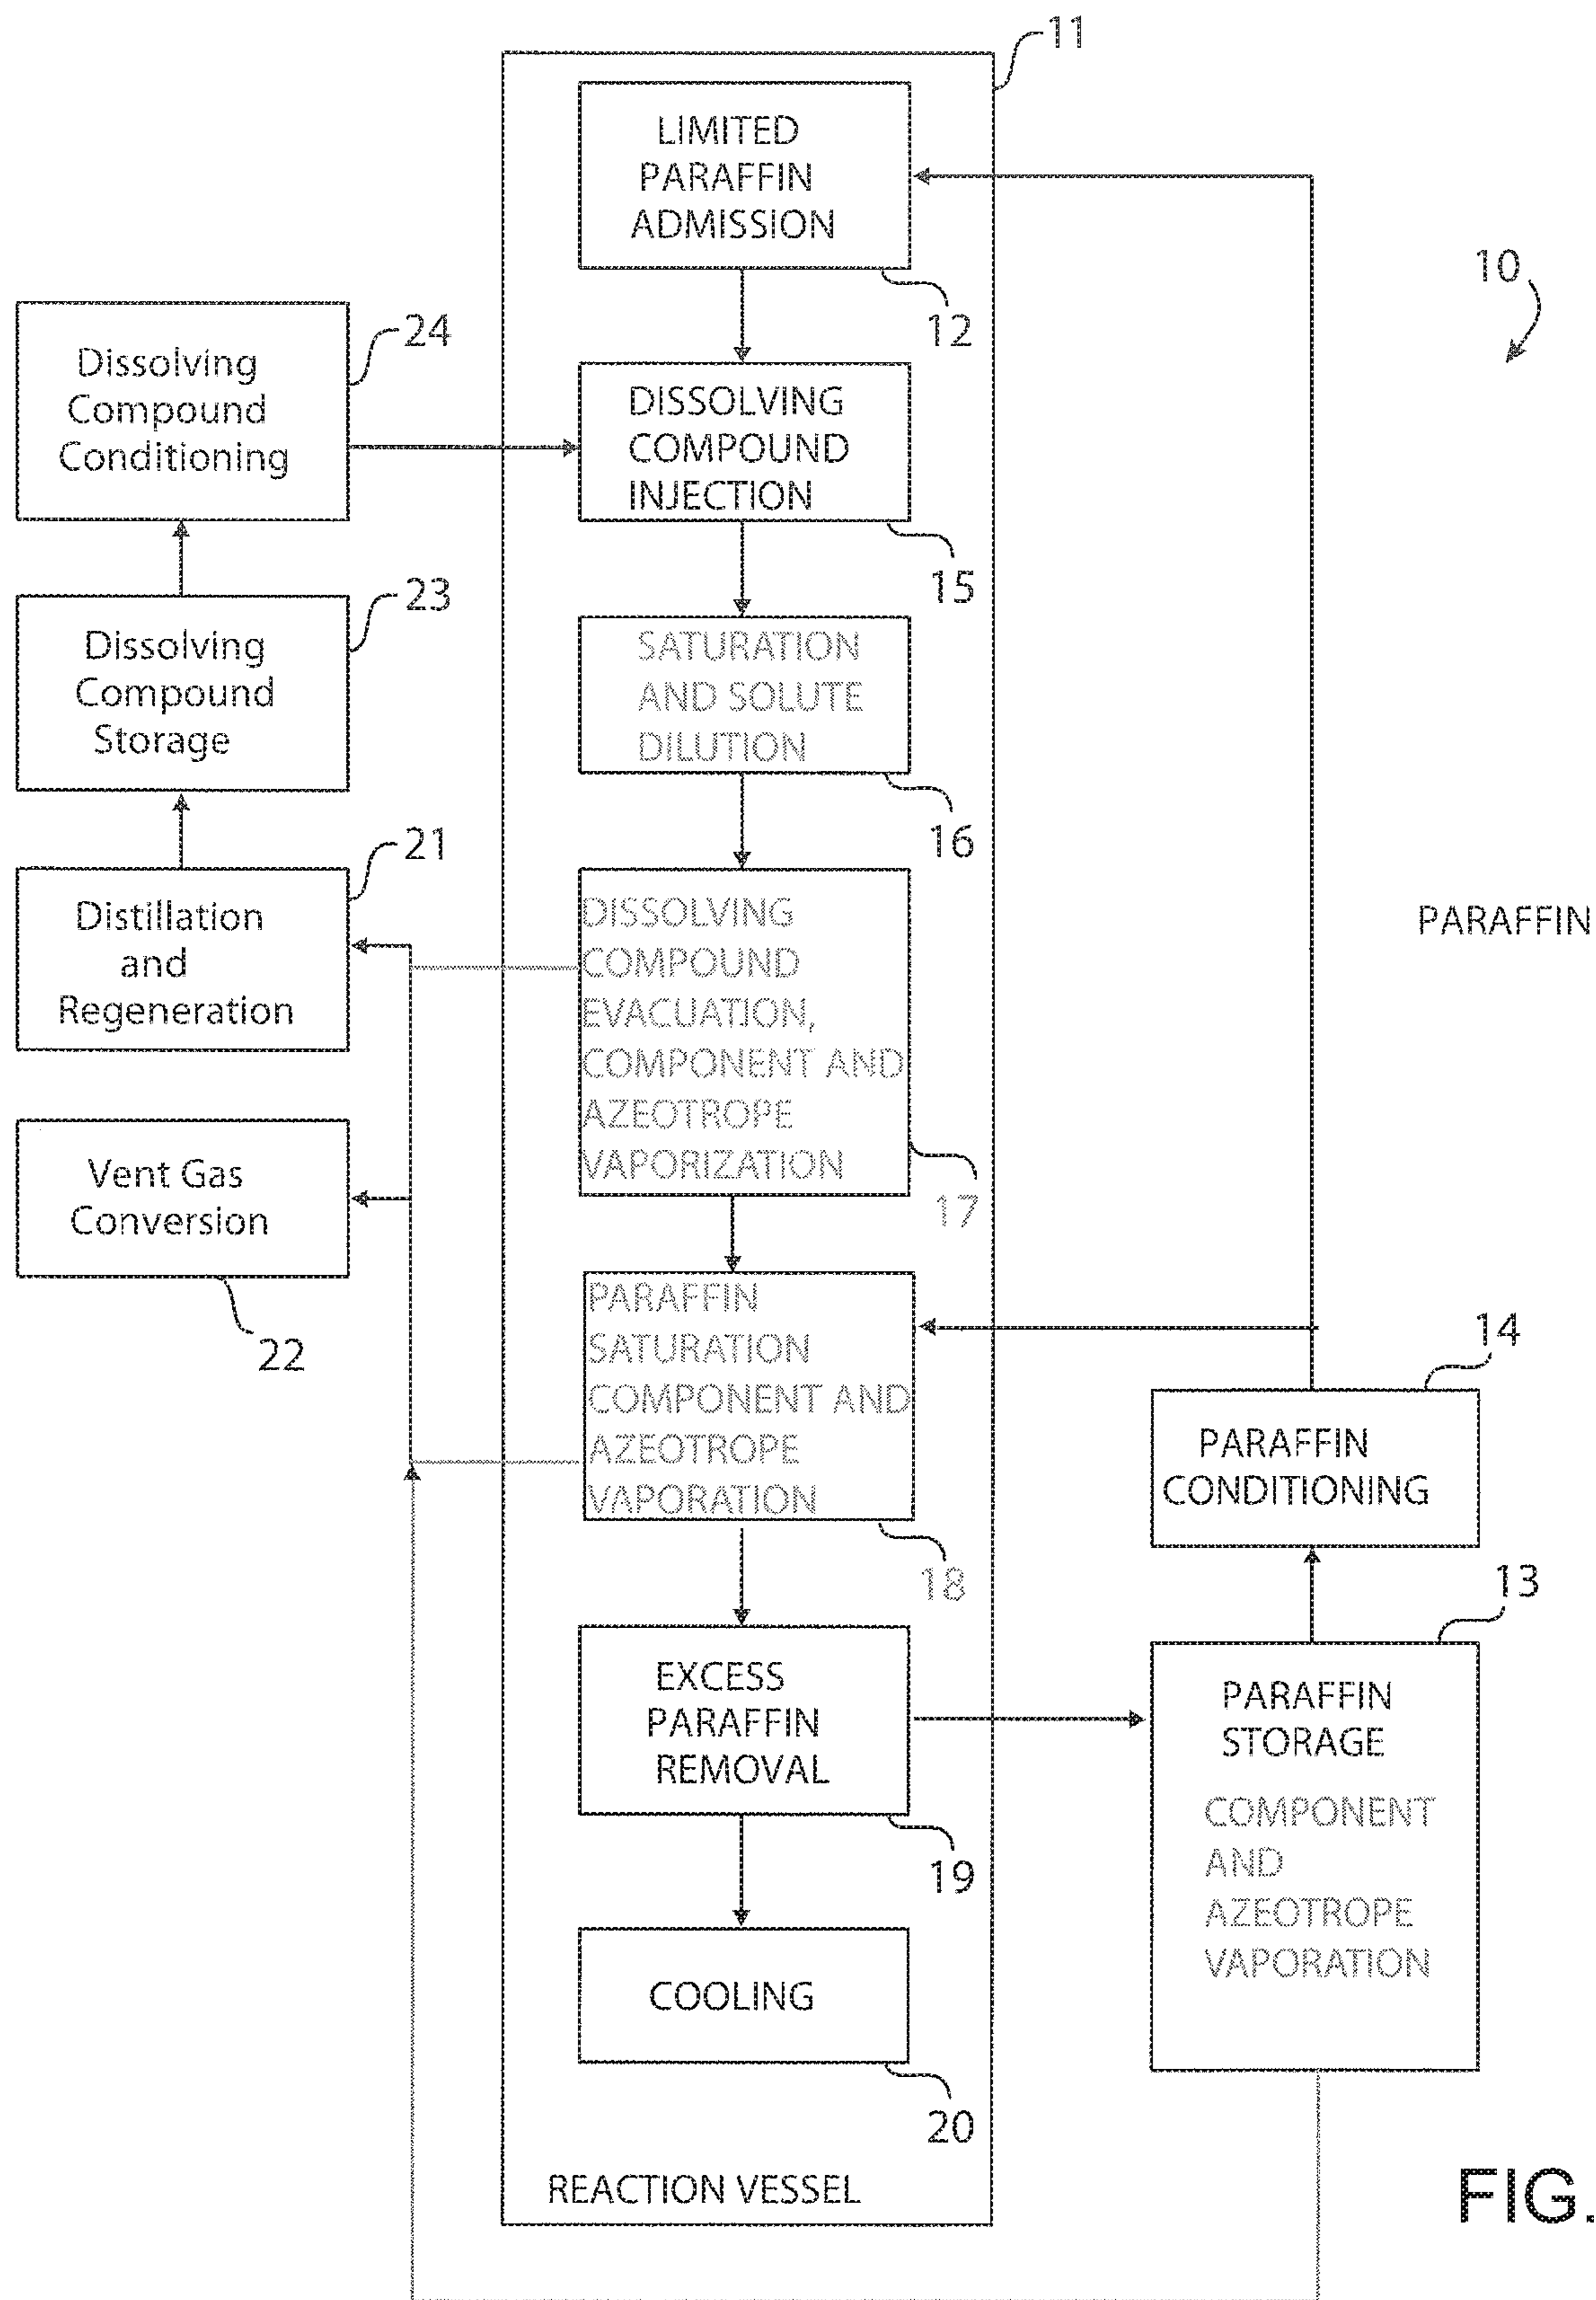 11
LIMITED
PARAFFIN
ADMISSION
12
10
24
Dissolving
Compound
Conditioning
DISSOLVING
COMPOUND
INJECTION
15
23
Dissolving
Compound
Storage
SATURATION
AND SOLUTE
DILUTION
16
21
Distillation
and
Regeneration
DISSOLVING
COMPOUND
EVACUATION,
COMPONENT AND
AZEOTROPE
VAPORIZATION
17
PARAFFIN
Vent Gas
Conversion
22
PARAFFIN
SATURATION
COMPONENT AND
AZEOTROPE
VAPORATION
18
14
PARAFFIN
CONDITIONING
13
EXCESS
PARAFFIN
REMOVAL
19
PARAFFIN
STORAGE
COMPONENT
AND
AZEOTROPE
VAPORATION
COOLING
20
REACTION VESSEL
FIG.